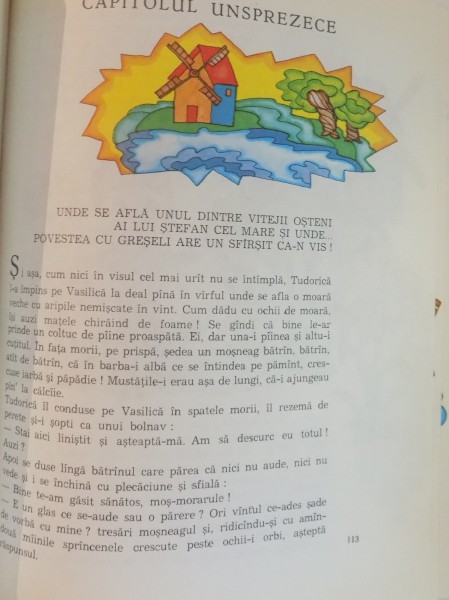 CAPITOLUL UNSPREZECE
UNDE SE AFLĂ UNUL DINTRE VITEJII OȘTENI
AI LUI ȘTEFAN CEL MARE ȘI UNDE...
POVESTEA CU GREȘELI ARE UN SFÎRȘIT CA-N VIS !
Și așa, cum nici în visul cel mai urît nu se întîmplă, Tudorică
l-a împins pe Vasilică la deal pînă în vîrful unde se afla o moară
veche cu aripile nemișcate în vint. Cum dădu cu ochii de moară,
își auzi mațele chirăind de foame ! Se gîndi că bine le-ar
prinde un coltuc de pîine proaspătă. Ei, dar una-i pîinea și altu-i
cuțitul. În fața morii, pe prispă, ședea un moșneag bătrîn, bătrîn,
atît de bătrîn, că în barba-i albă ce se întindea pe pămînt, cres-
cuse iarbă și păpădie ! Mustățile-i erau așa de lungi, că-i ajungeau
pîn' la călcîie.
Tudorică îl conduse pe Vasilică în spatele morii, îl rezemă de
perete și-i șopti ca unui bolnav :
— Stai aici liniștit și așteaptă-mă. Am să descurc eu totul !
Auzi ?
Apoi se duse lîngă bătrînul care părea că nici nu aude, nici nu
vede și i se închină cu plecăciune și sfială :
— Bine te-am găsit sănătos, moș-morarule !
— E un glas ce se-aude sau o părere ? Ori vîntul ce-ades șade
de vorbă cu mine ? tresări moșneagul și, ridicîndu-și cu amîn-
două mîinile sprîncenele crescute peste ochii-i orbi, așteptă
răspunsul.
113